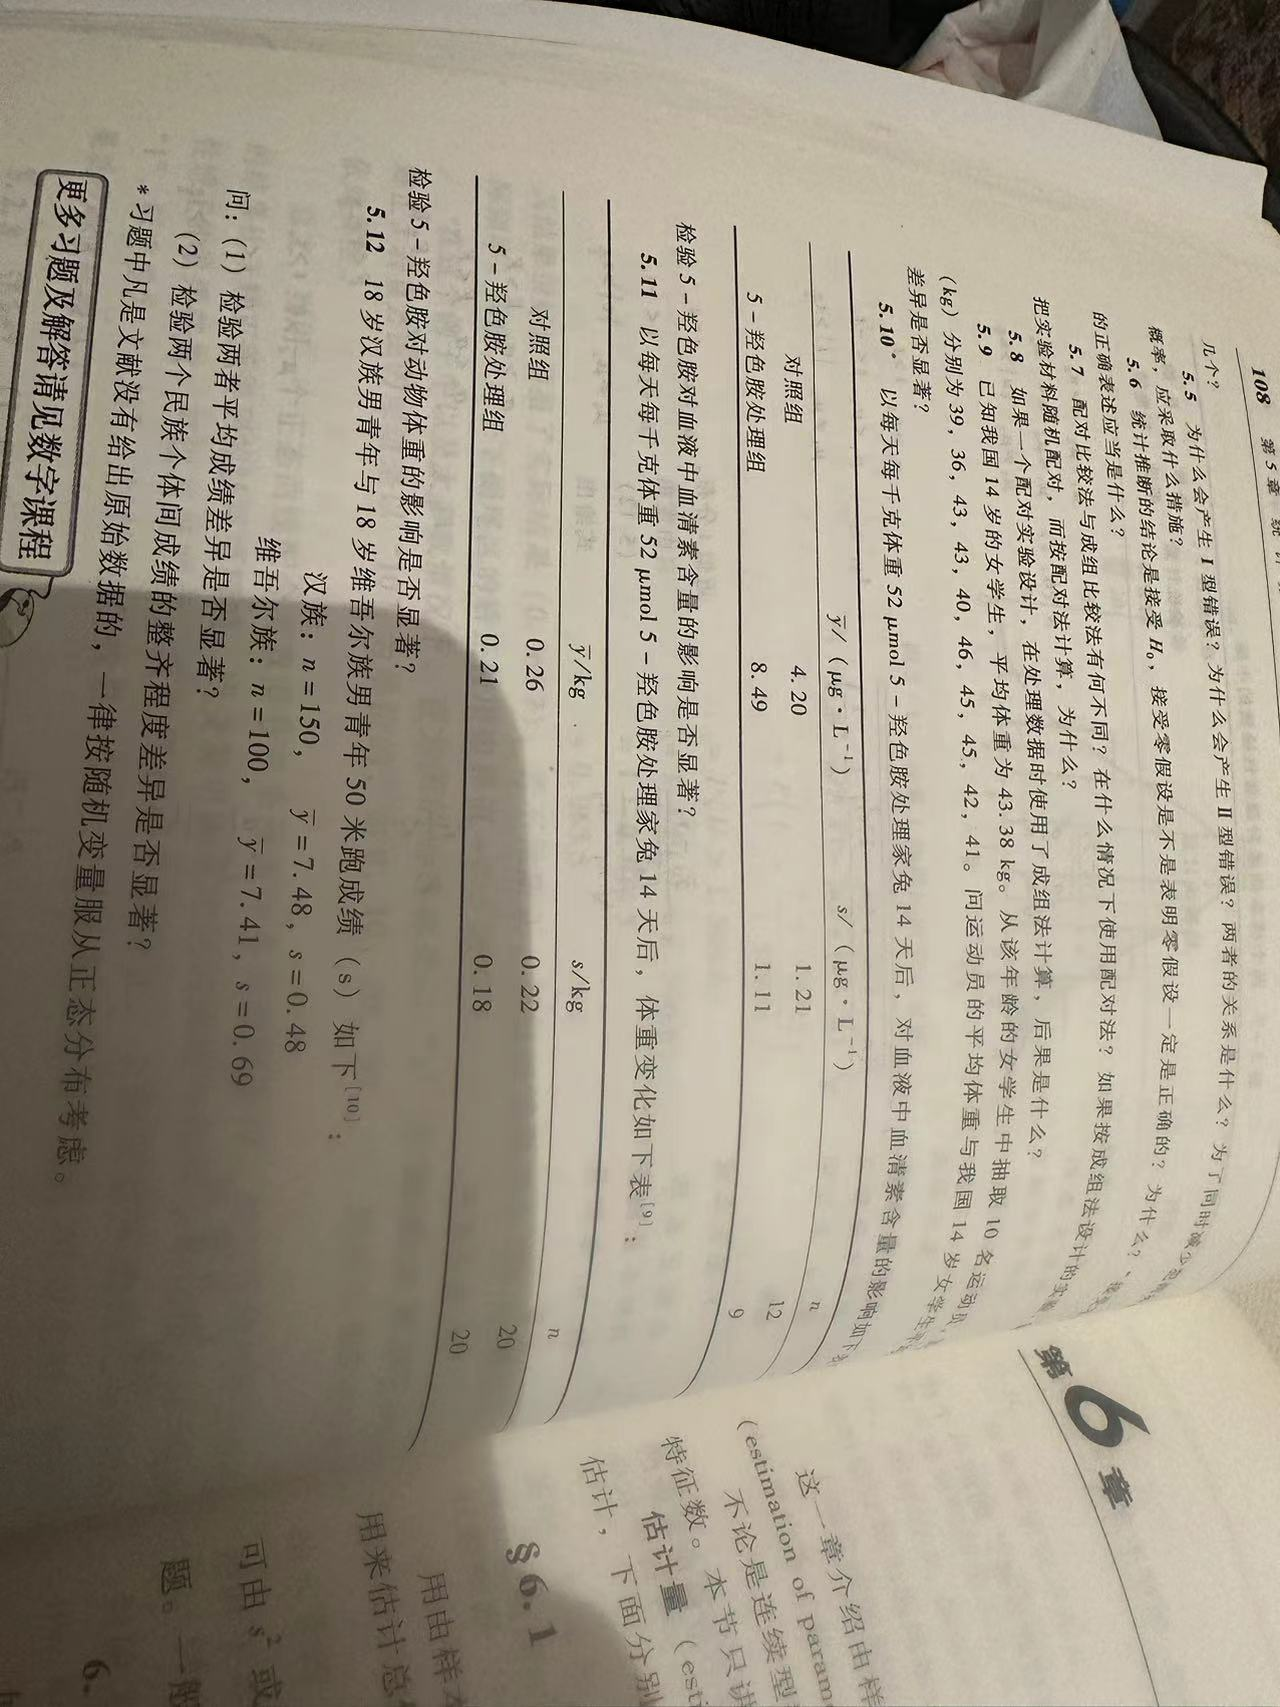 108 第5章 统计
几个?
5.5 为什么会产生Ⅰ型错误?为什么会产生Ⅱ型错误?两者的关系是什么?为了同时减少
概率,应采取什么措施?
5.6 统计推断的结论是接受H₀,接受零假设是不是表明零假设一定是正确的?为什么?
的正确表述应当是什么?
5.7 配对比较法与成组比较法有何不同?在什么情况下使用配对法?如果按成组法设计的实验
把实验材料随机配对,而按配对法计算,为什么?
5.8 如果一个配对实验设计,在处理数据时使用了成组法计算,后果是什么?
5.9 已知我国14岁的女学生,平均体重为43.38 kg。从该年龄的女学生中抽取10名运动员,
(kg)分别为39,36,43,43,40,46,45,45,42,41。问运动员的平均体重与我国14岁女学生
差异是否显著?
5.10* 以每天每千克体重52 μmol 5-羟色胺处理家兔14天后,对血液中血清素含量的影响如下
ȳ/(μg·L⁻¹) s/(μg·L⁻¹) n
对照组 4.20 1.21 12
5-羟色胺处理组 8.49 1.11 9
检验5-羟色胺对血液中血清素含量的影响是否显著?
5.11 以每天每千克体重52 μmol 5-羟色胺处理家兔14天后,体重变化如下表[9]:
ȳ/kg s/kg n
对照组 0.26 0.22 20
5-羟色胺处理组 0.21 0.18 20
检验5-羟色胺对动物体重的影响是否显著?
5.12 18岁汉族男青年与18岁维吾尔族男青年50米跑成绩(s)如下[10]:
汉族:n=150, ȳ=7.48,s=0.48
维吾尔族:n=100, ȳ=7.41,s=0.69
问:(1)检验两者平均成绩差异是否显著?
(2)检验两个民族个体间成绩的整齐程度差异是否显著?
*习题中凡是文献没有给出原始数据的,一律按随机变量服从正态分布考虑。
更多习题及解答请见数字课程
第6章
这一章介绍由样
(estimation of param
不论是连续型
特征数。本节只讲
估计量(esti
估计,下面分别
§6.1
用由样本
用来估计总
可由s²或
题。一般
6.